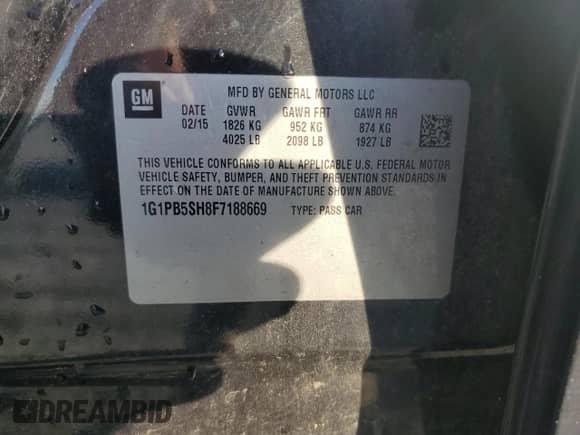 GM
MFD BY GENERAL MOTORS LLC
DATE GVWR GAWR FRT GAWR RR
02/15 1826 KG 952 KG 874 KG
4025 LB 2098 LB 1927 LB
THIS VEHICLE CONFORMS TO ALL APPLICABLE U.S. FEDERAL MOTOR
VEHICLE SAFETY, BUMPER, AND THEFT PREVENTION STANDARDS IN
EFFECT ON THE DATE OF MANUFACTURE SHOWN ABOVE.
1G1PB5SH8F7188669 TYPE: PASS CAR
DREAMBID